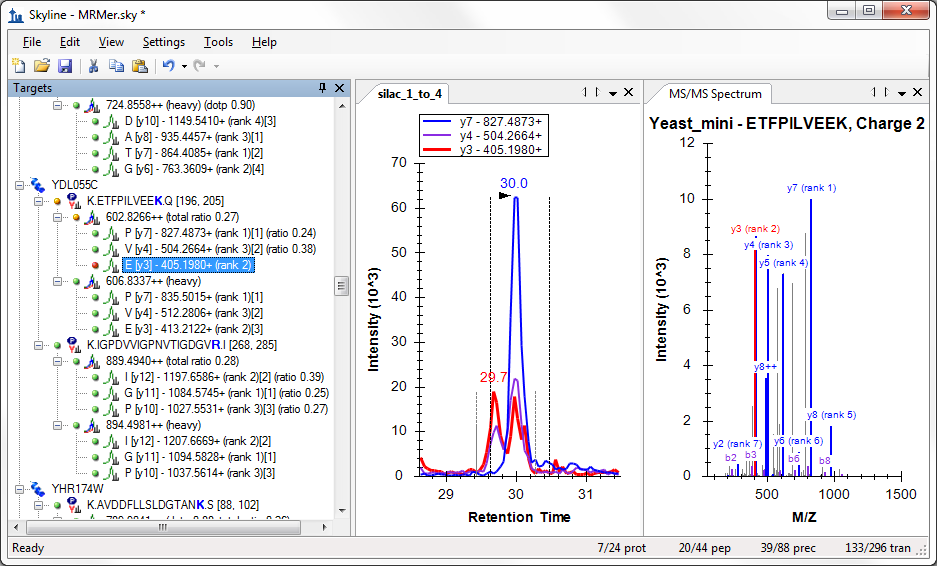 Skyline - MRMer.sky *
File Edit View Settings Tools Help
Targets
724.8558++ (heavy) (dotp 0.90)
D [y10] - 1149.5410+ (rank 4)[3]
A [y8] - 935.4457+ (rank 3)[1]
T [y7] - 864.4085+ (rank 1)[2]
G [y6] - 763.3609+ (rank 2)[4]
YDL055C
K.ETFPILVEEK.Q [196, 205]
602.8266++ (total ratio 0.27)
P [y7] - 827.4873+ (rank 1)[1] (ratio 0.24)
V [y4] - 504.2664+ (rank 3)[2] (ratio 0.38)
E [y3] - 405.1980+ (rank 2)
606.8337++ (heavy)
P [y7] - 835.5015+ (rank 1)[1]
V [y4] - 512.2806+ (rank 3)[2]
E [y3] - 413.2122+ (rank 2)[3]
K.IGPDVVIGPNVTIGDGVR.I [268, 285]
889.4940++ (total ratio 0.28)
I [y12] - 1197.6586+ (rank 2)[2] (ratio 0.39)
G [y11] - 1084.5745+ (rank 1)[1] (ratio 0.25)
P [y10] - 1027.5531+ (rank 3)[3] (ratio 0.27)
894.4981++ (heavy)
I [y12] - 1207.6669+ (rank 2)[2]
G [y11] - 1094.5828+ (rank 1)[1]
P [y10] - 1037.5614+ (rank 3)[3]
YHR174W
K.AVDDFLLSLDGTANK.S [88, 102]
silac_1_to_4
y7 - 827.4873+
y4 - 504.2664+
y3 - 405.1980+
70
60
50
40
30
20
10
0
30.0
29.7
Intensity (10^3)
29 30 31
Retention Time
MS/MS Spectrum
Yeast_mini - ETFPILVEEK, Charge 2
12
10
8
6
4
2
0
Intensity (10^3)
y7 (rank 1)
y3 (rank 2)
y4 (rank 3)
y5 (rank 4)
y8++
y8 (rank 5)
y2 (rank 7)
y6 (rank 6)
b2 b3 b6 b8
500 1000 1500
M/Z
Ready 7/24 prot 20/44 pep 39/88 prec 133/296 tran